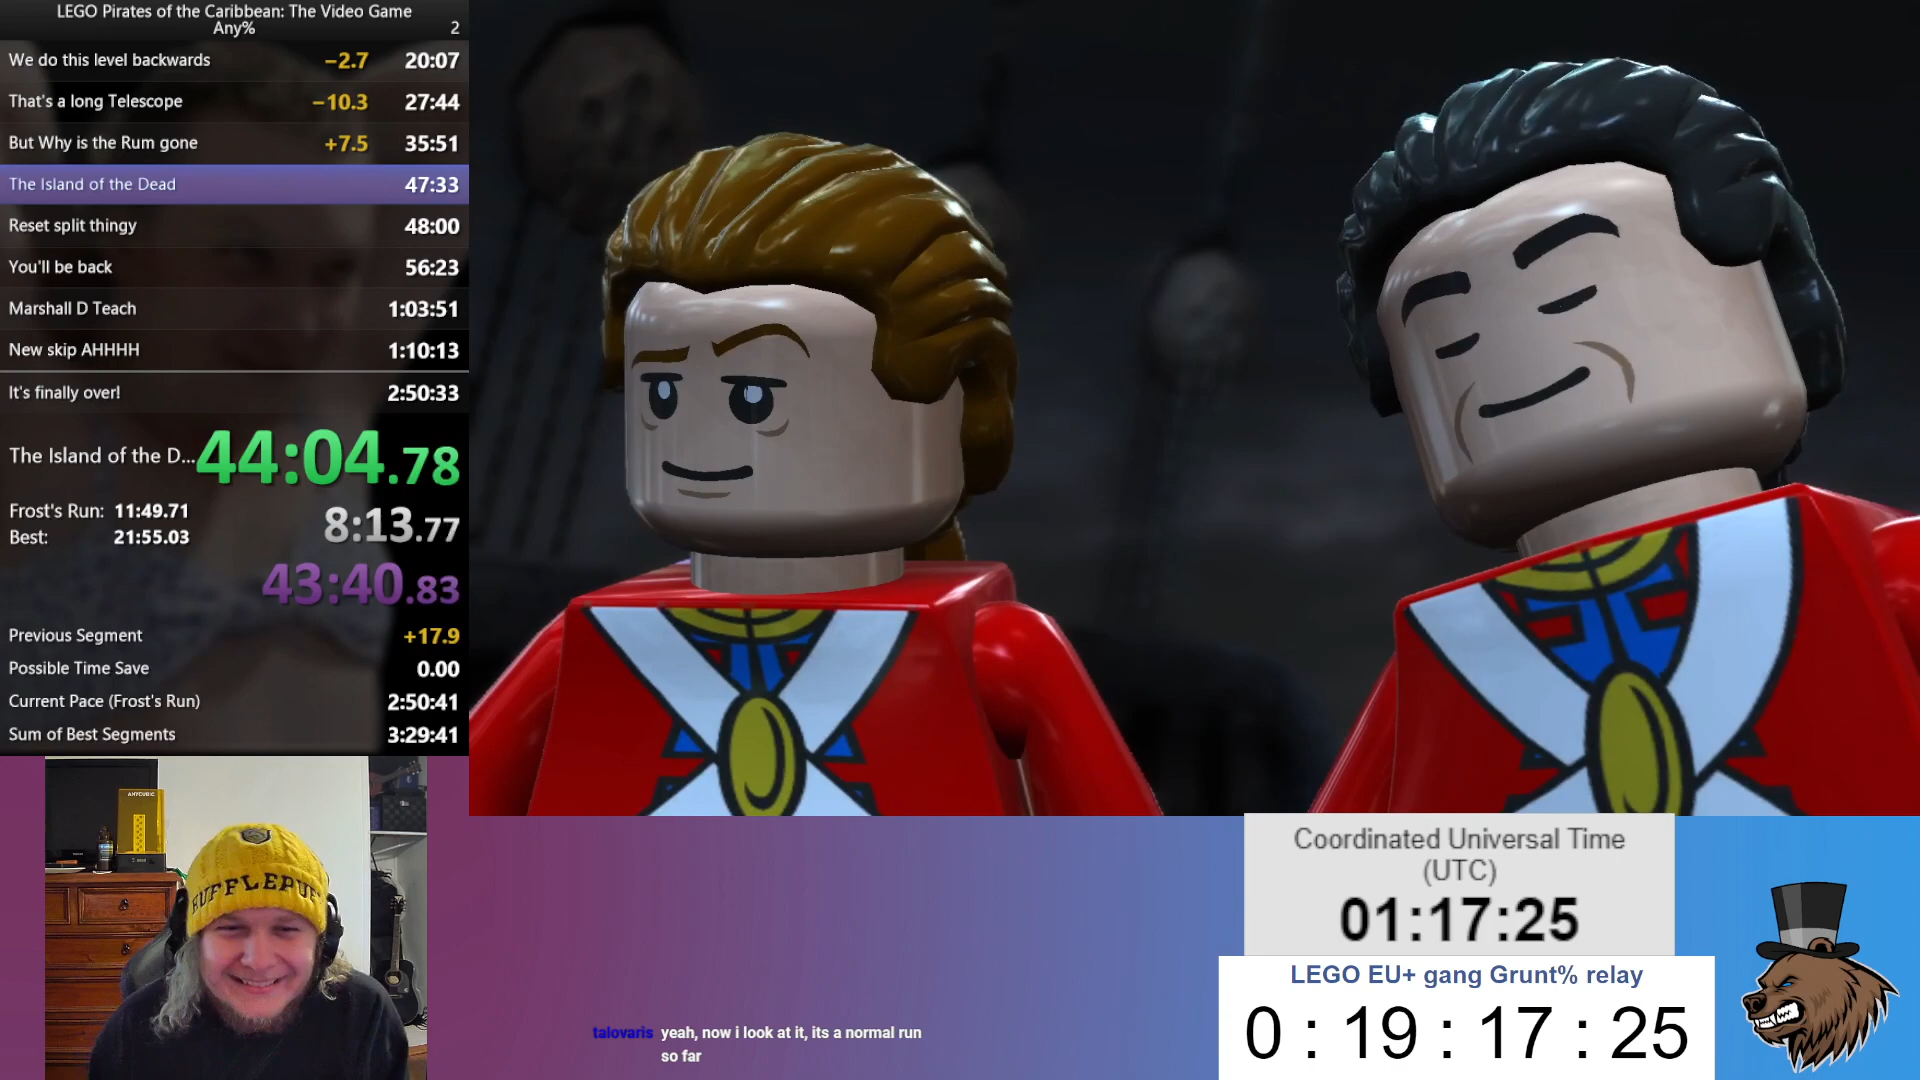 LEGO Pirates of the Caribbean: The Video Game
Any%
2
We do this level backwards −2.7 20:07
That's a long Telescope −10.3 27:44
But Why is the Rum gone +7.5 35:51
The Island of the Dead 47:33
Reset split thingy 48:00
You'll be back 56:23
Marshall D Teach 1:03:51
New skip AHHHH 1:10:13
It's finally over! 2:50:33
The Island of the D... 44:04.78
Frost's Run: 11:49.71
8:13.77
Best: 21:55.03
43:40.83
Previous Segment +17.9
Possible Time Save 0.00
Current Pace (Frost's Run) 2:50:41
Sum of Best Segments 3:29:41
ANYCUBIC
HUFFLEPUFF
talovaris yeah, now i look at it, its a normal run
so far
Coordinated Universal Time
(UTC)
01:17:25
LEGO EU+ gang Grunt% relay
0 : 19 : 17 : 25